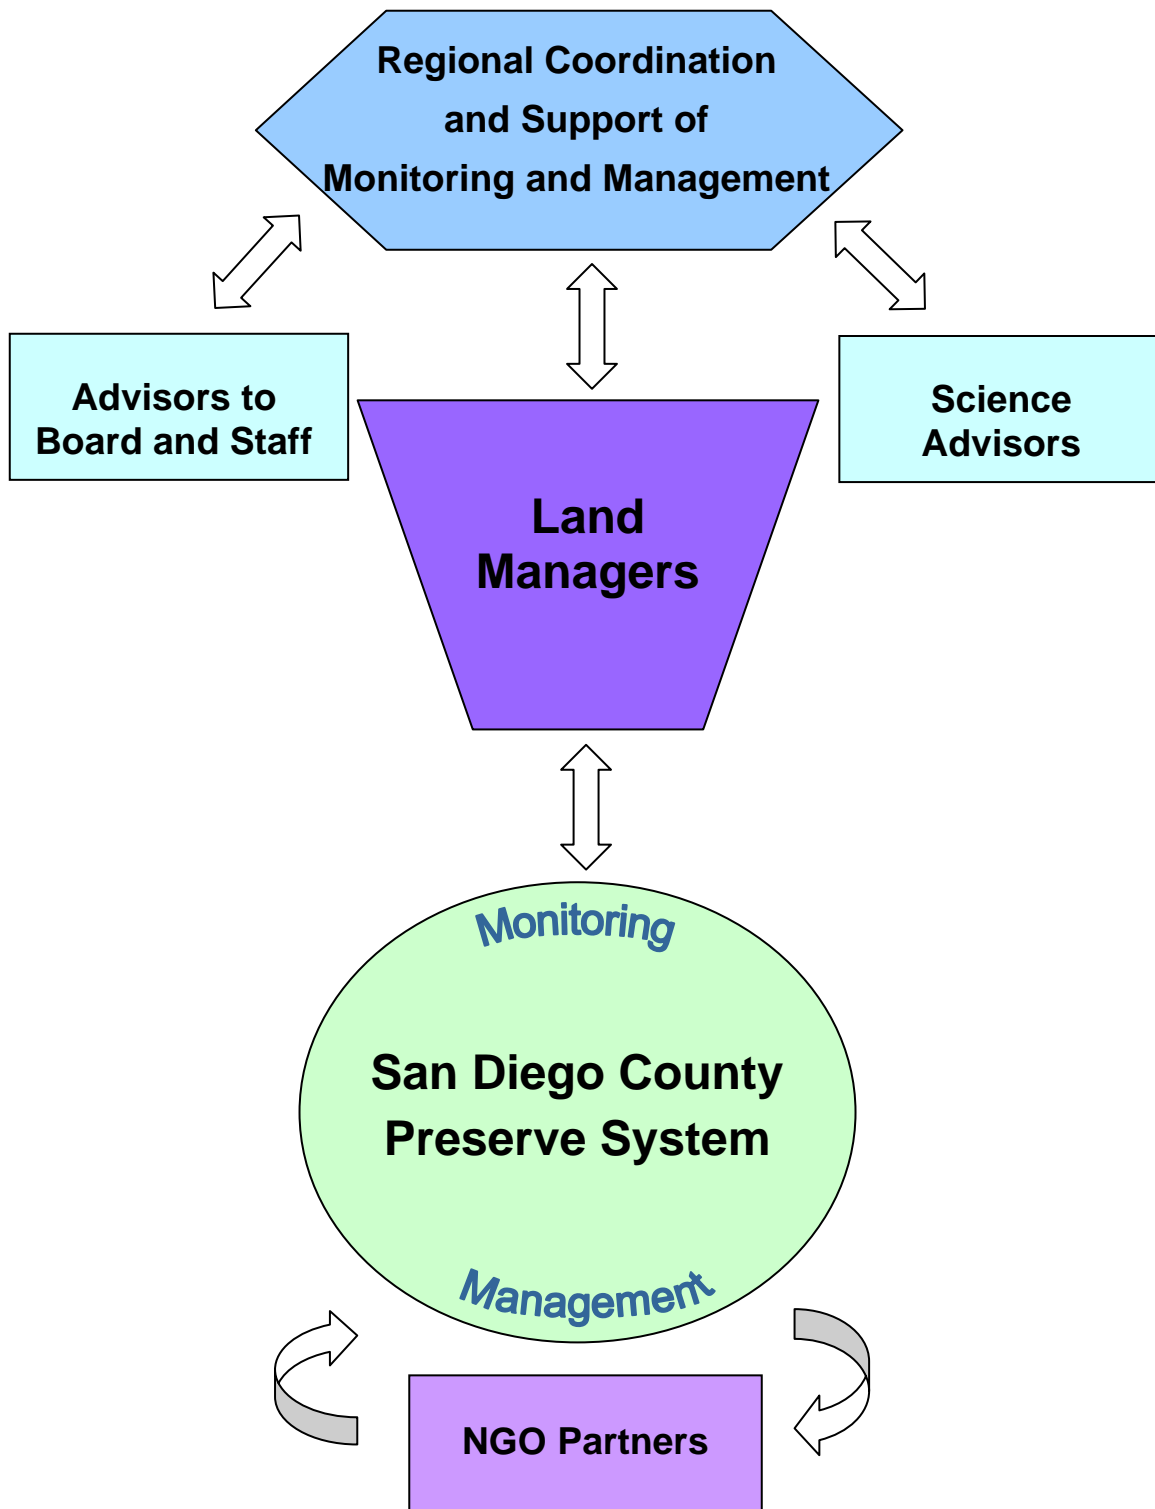 Regional Coordination
and Support of
Monitoring and Management
Advisors to
Board and Staff
Science
Advisors
Land
Managers
Monitoring
San Diego County
Preserve System
Management
NGO Partners